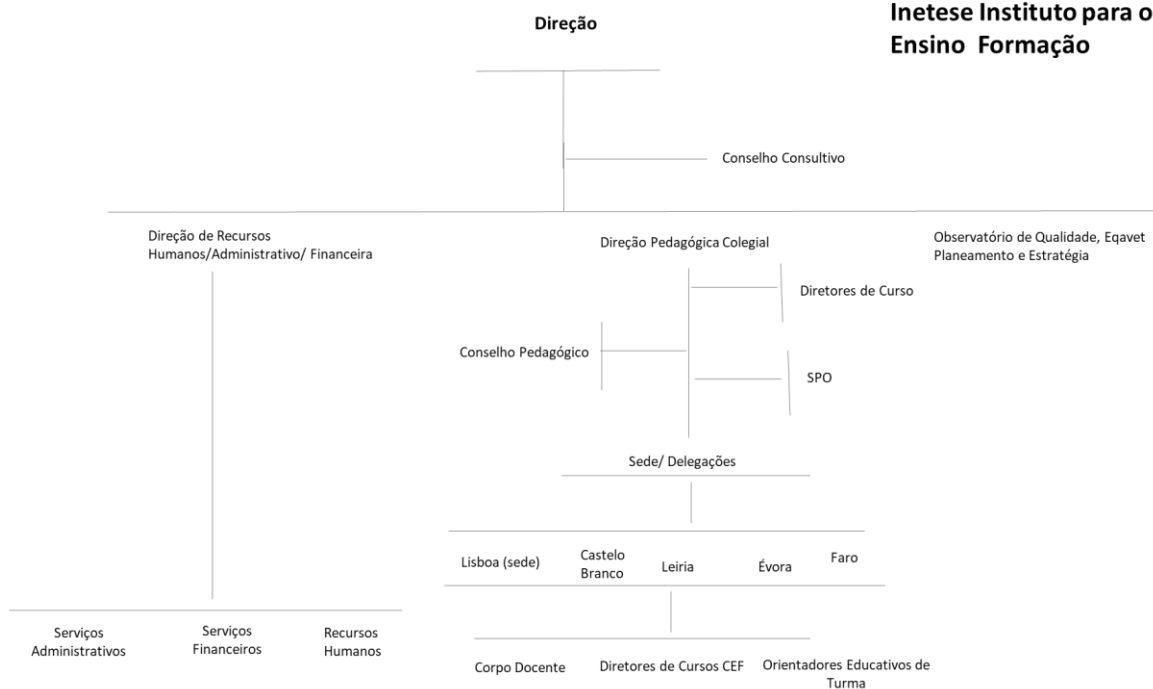 Inetese Instituto para o
Ensino Formação
Direção
Conselho Consultivo
Direção de Recursos
Humanos/Administrativo/ Financeira
Direção Pedagógica Colegial
Observatório de Qualidade, Eqavet
Planeamento e Estratégia
Diretores de Curso
Conselho Pedagógico
SPO
Sede/ Delegações
Lisboa (sede)
Castelo
Branco
Leiria
Évora
Faro
Serviços
Administrativos
Serviços
Financeiros
Recursos
Humanos
Corpo Docente
Diretores de Cursos CEF
Orientadores Educativos de
Turma